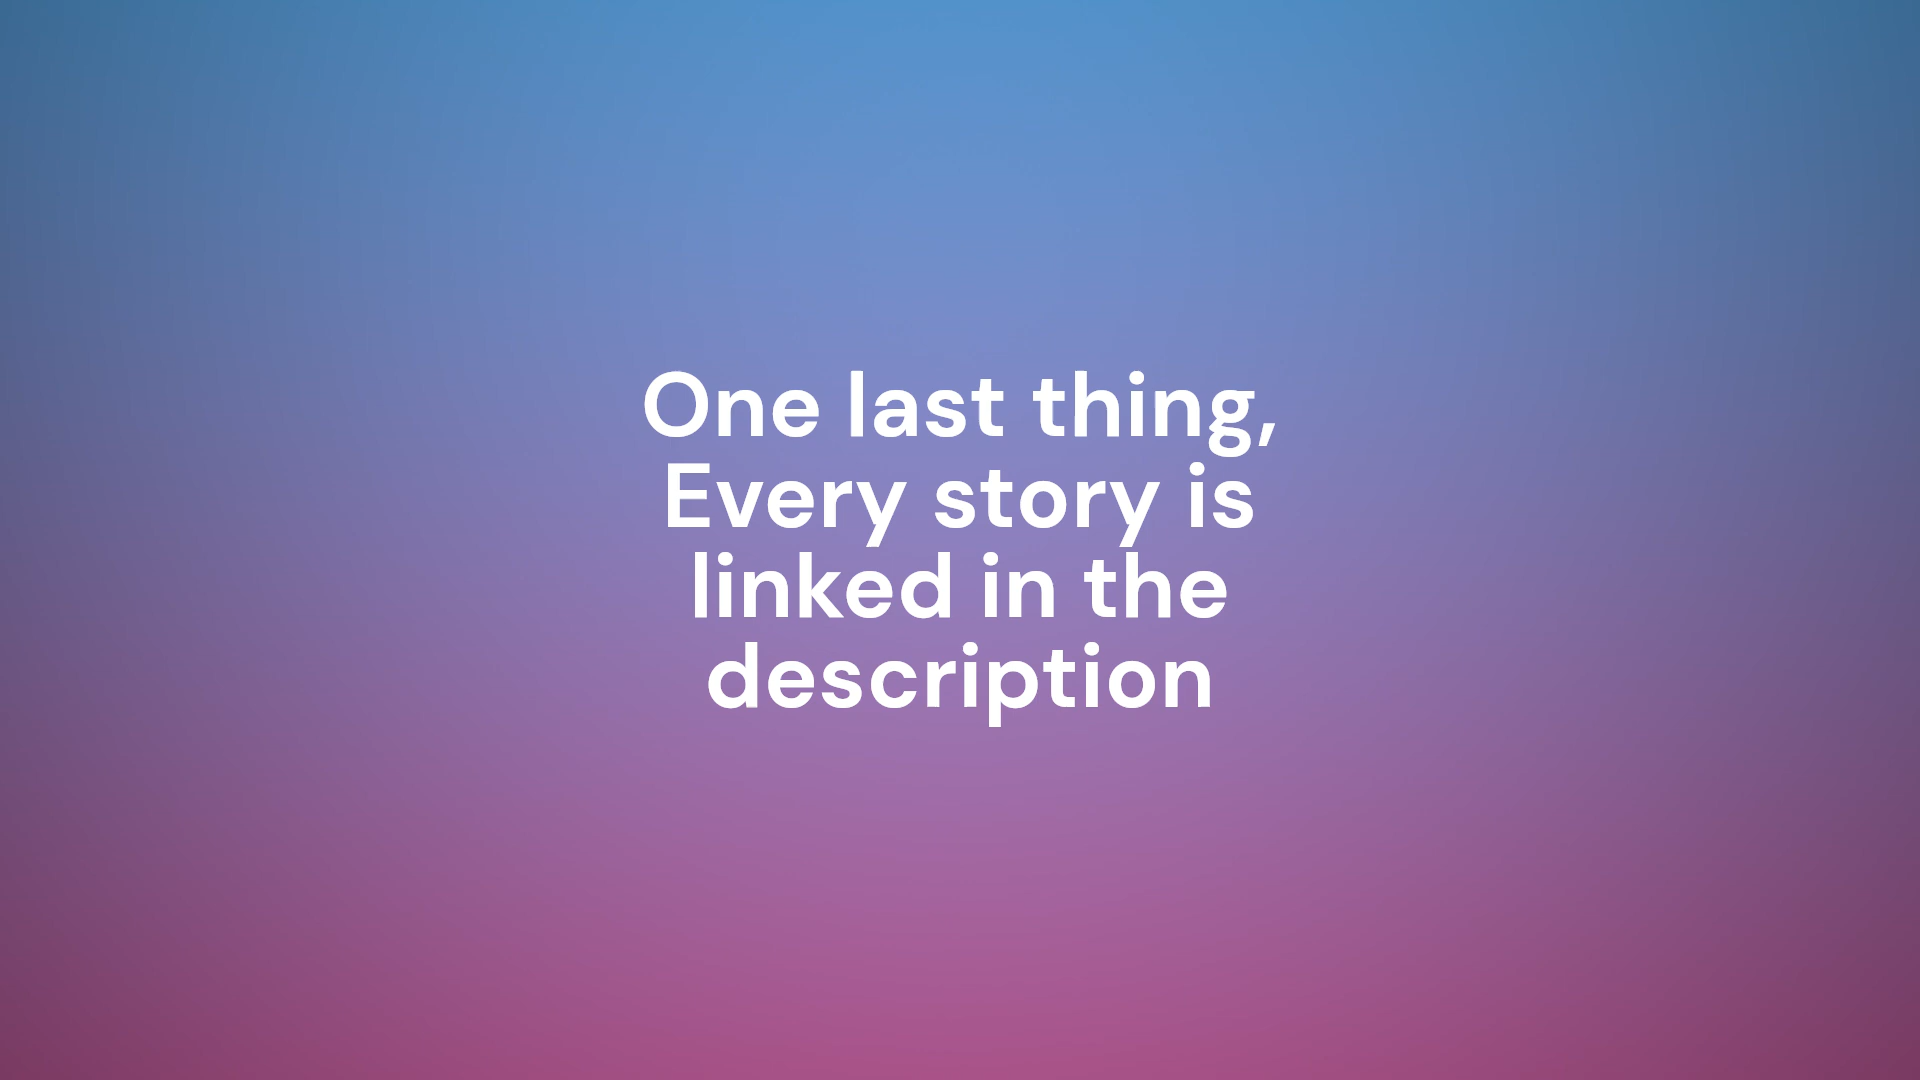 One last thing,
Every story is
linked in the
description